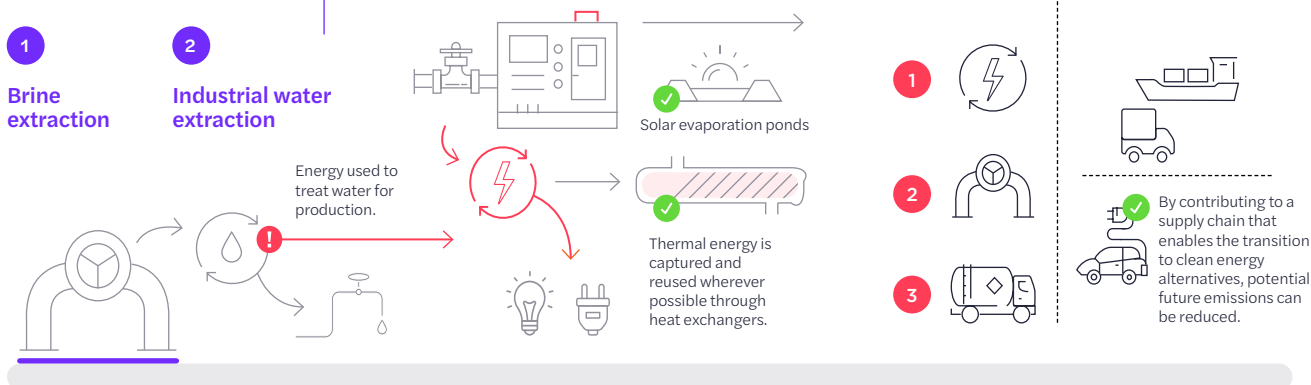 1
Brine
extraction
2
Industrial water
extraction
Energy used to
treat water for
production.
!
Solar evaporation ponds
Thermal energy is
captured and
reused wherever
possible through
heat exchangers.
1
2
3
By contributing to a
supply chain that
enables the transition
to clean energy
alternatives, potential
future emissions can
be reduced.